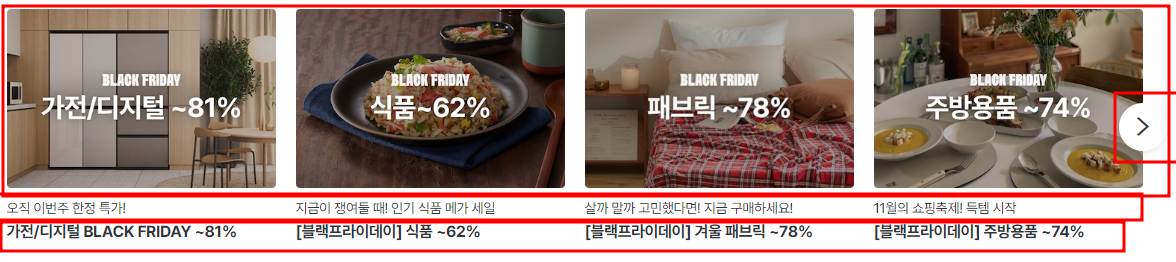 BLACK FRIDAY
가전/디지털 ~81%
BLACK FRIDAY
식품~62%
BLACK FRIDAY
패브릭 ~78%
BLACK FRIDAY
주방용품 ~74%
오직 이번주 한정 특가!
가전/디지털 BLACK FRIDAY ~81%
지금이 쟁여둘 때! 인기 식품 메가 세일
[블랙프라이데이] 식품 ~62%
살까 말까 고민했다면! 지금 구매하세요!
[블랙프라이데이] 겨울 패브릭 ~78%
11월의 쇼핑축제! 득템 시작
[블랙프라이데이] 주방용품 ~74%